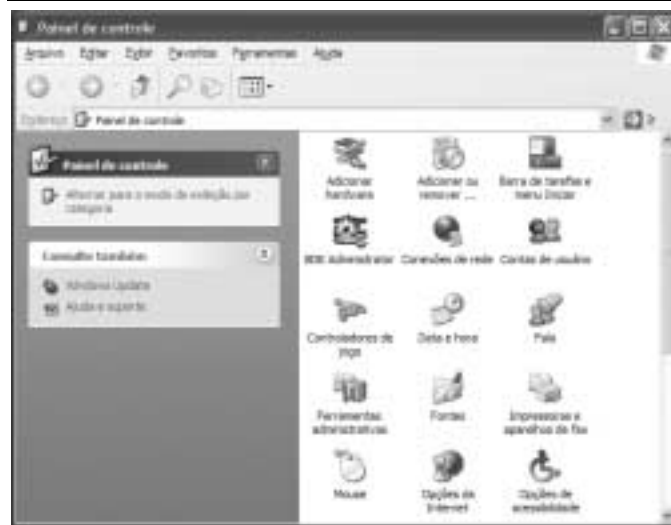 Painel de controle
Arquivo Editar Exibir Favoritos Ferramentas Ajuda
Endereço Painel de controle
Painel de controle
Alternar para o modo de exibição por
categoria
Consulte também
Windows Update
Ajuda e suporte
Adicionar
hardware
Adicionar ou
remover ...
Barra de tarefas e
menu Iniciar
BDE Administrator
Conexões de rede
Contas de usuário
Controladores de
jogo
Data e hora
Fala
Ferramentas
administrativas
Fontes
Impressoras e
aparelhos de fax
Mouse
Opções da
Internet
Opções de
acessibilidade